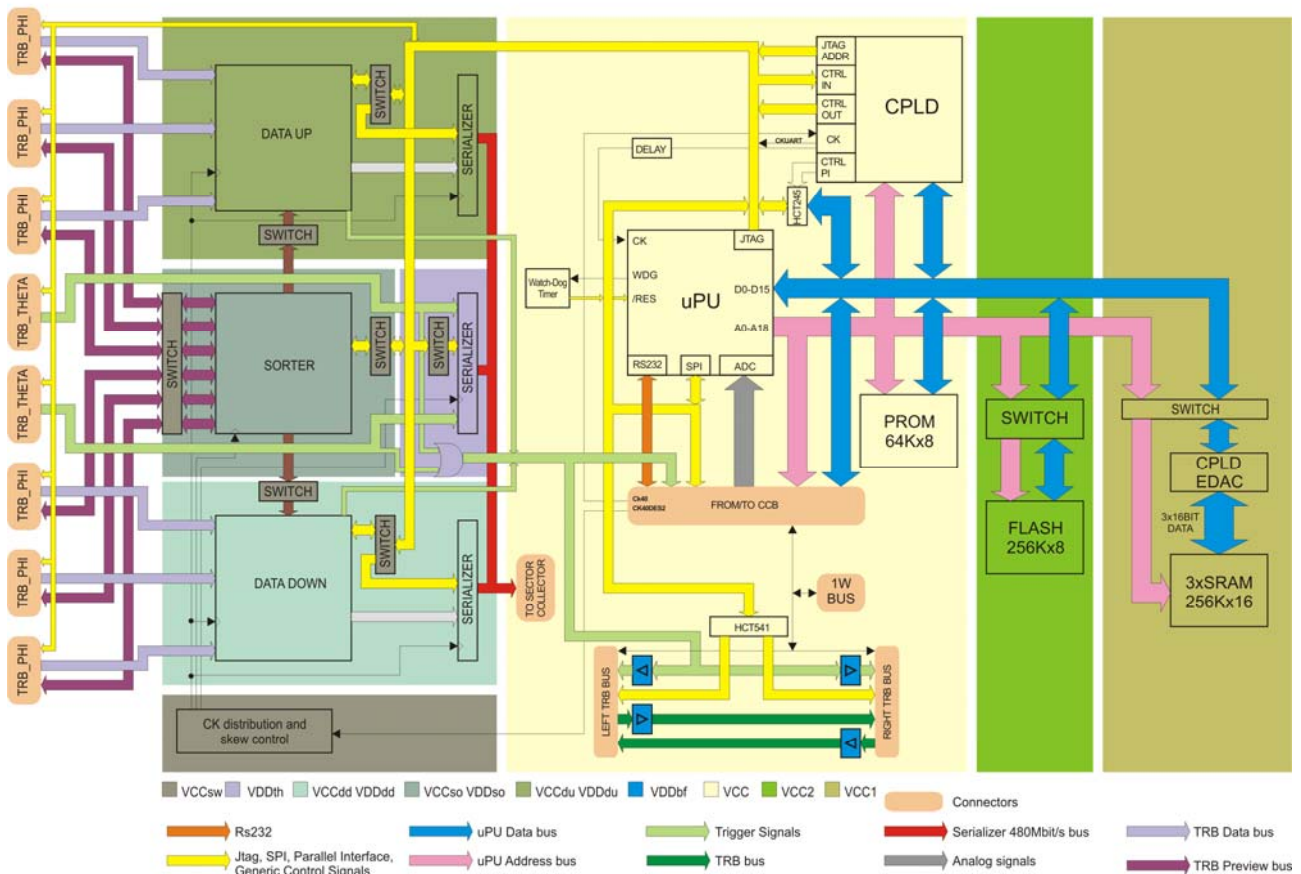 TRB_PHI
TRB_PHI
TRB_PHI
TRB_THETA
TRB_THETA
TRB_PHI
TRB_PHI
TRB_PHI
DATA UP
SWITCH
SERIALIZER
SWITCH
SWITCH
SORTER
SWITCH
SWITCH
SERIALIZER
SWITCH
DATA DOWN
SWITCH
SERIALIZER
TO SECTOR
COLLECTOR
CK distribution and
skew control
JTAG
ADDR
CTRL
IN
CTRL
OUT
CK
CTRL
PI
CPLD
CKUART
DELAY
HCT245
CK
JTAG
WDG
/RES
uPU
D0-D15
A0-A18
RS232
SPI
ADC
Watch-Dog
Timer
PROM
64Kx8
Ck40
CK40DES2
FROM/TO CCB
1W
BUS
HCT541
LEFT TRB BUS
RIGHT TRB BUS
SWITCH
FLASH
256Kx8
SWITCH
CPLD
EDAC
3x16BIT
DATA
3xSRAM
256Kx16
VCCsw
VDDth
VCCdd VDDdd
VCCso VDDso
VCCdu VDDdu
VDDbf
VCC
VCC2
VCC1
Connectors
Rs232
uPU Data bus
Trigger Signals
Serializer 480Mbit/s bus
TRB Data bus
Jtag, SPI, Parallel Interface,
Generic Control Signals
uPU Address bus
TRB bus
Analog signals
TRB Preview bus